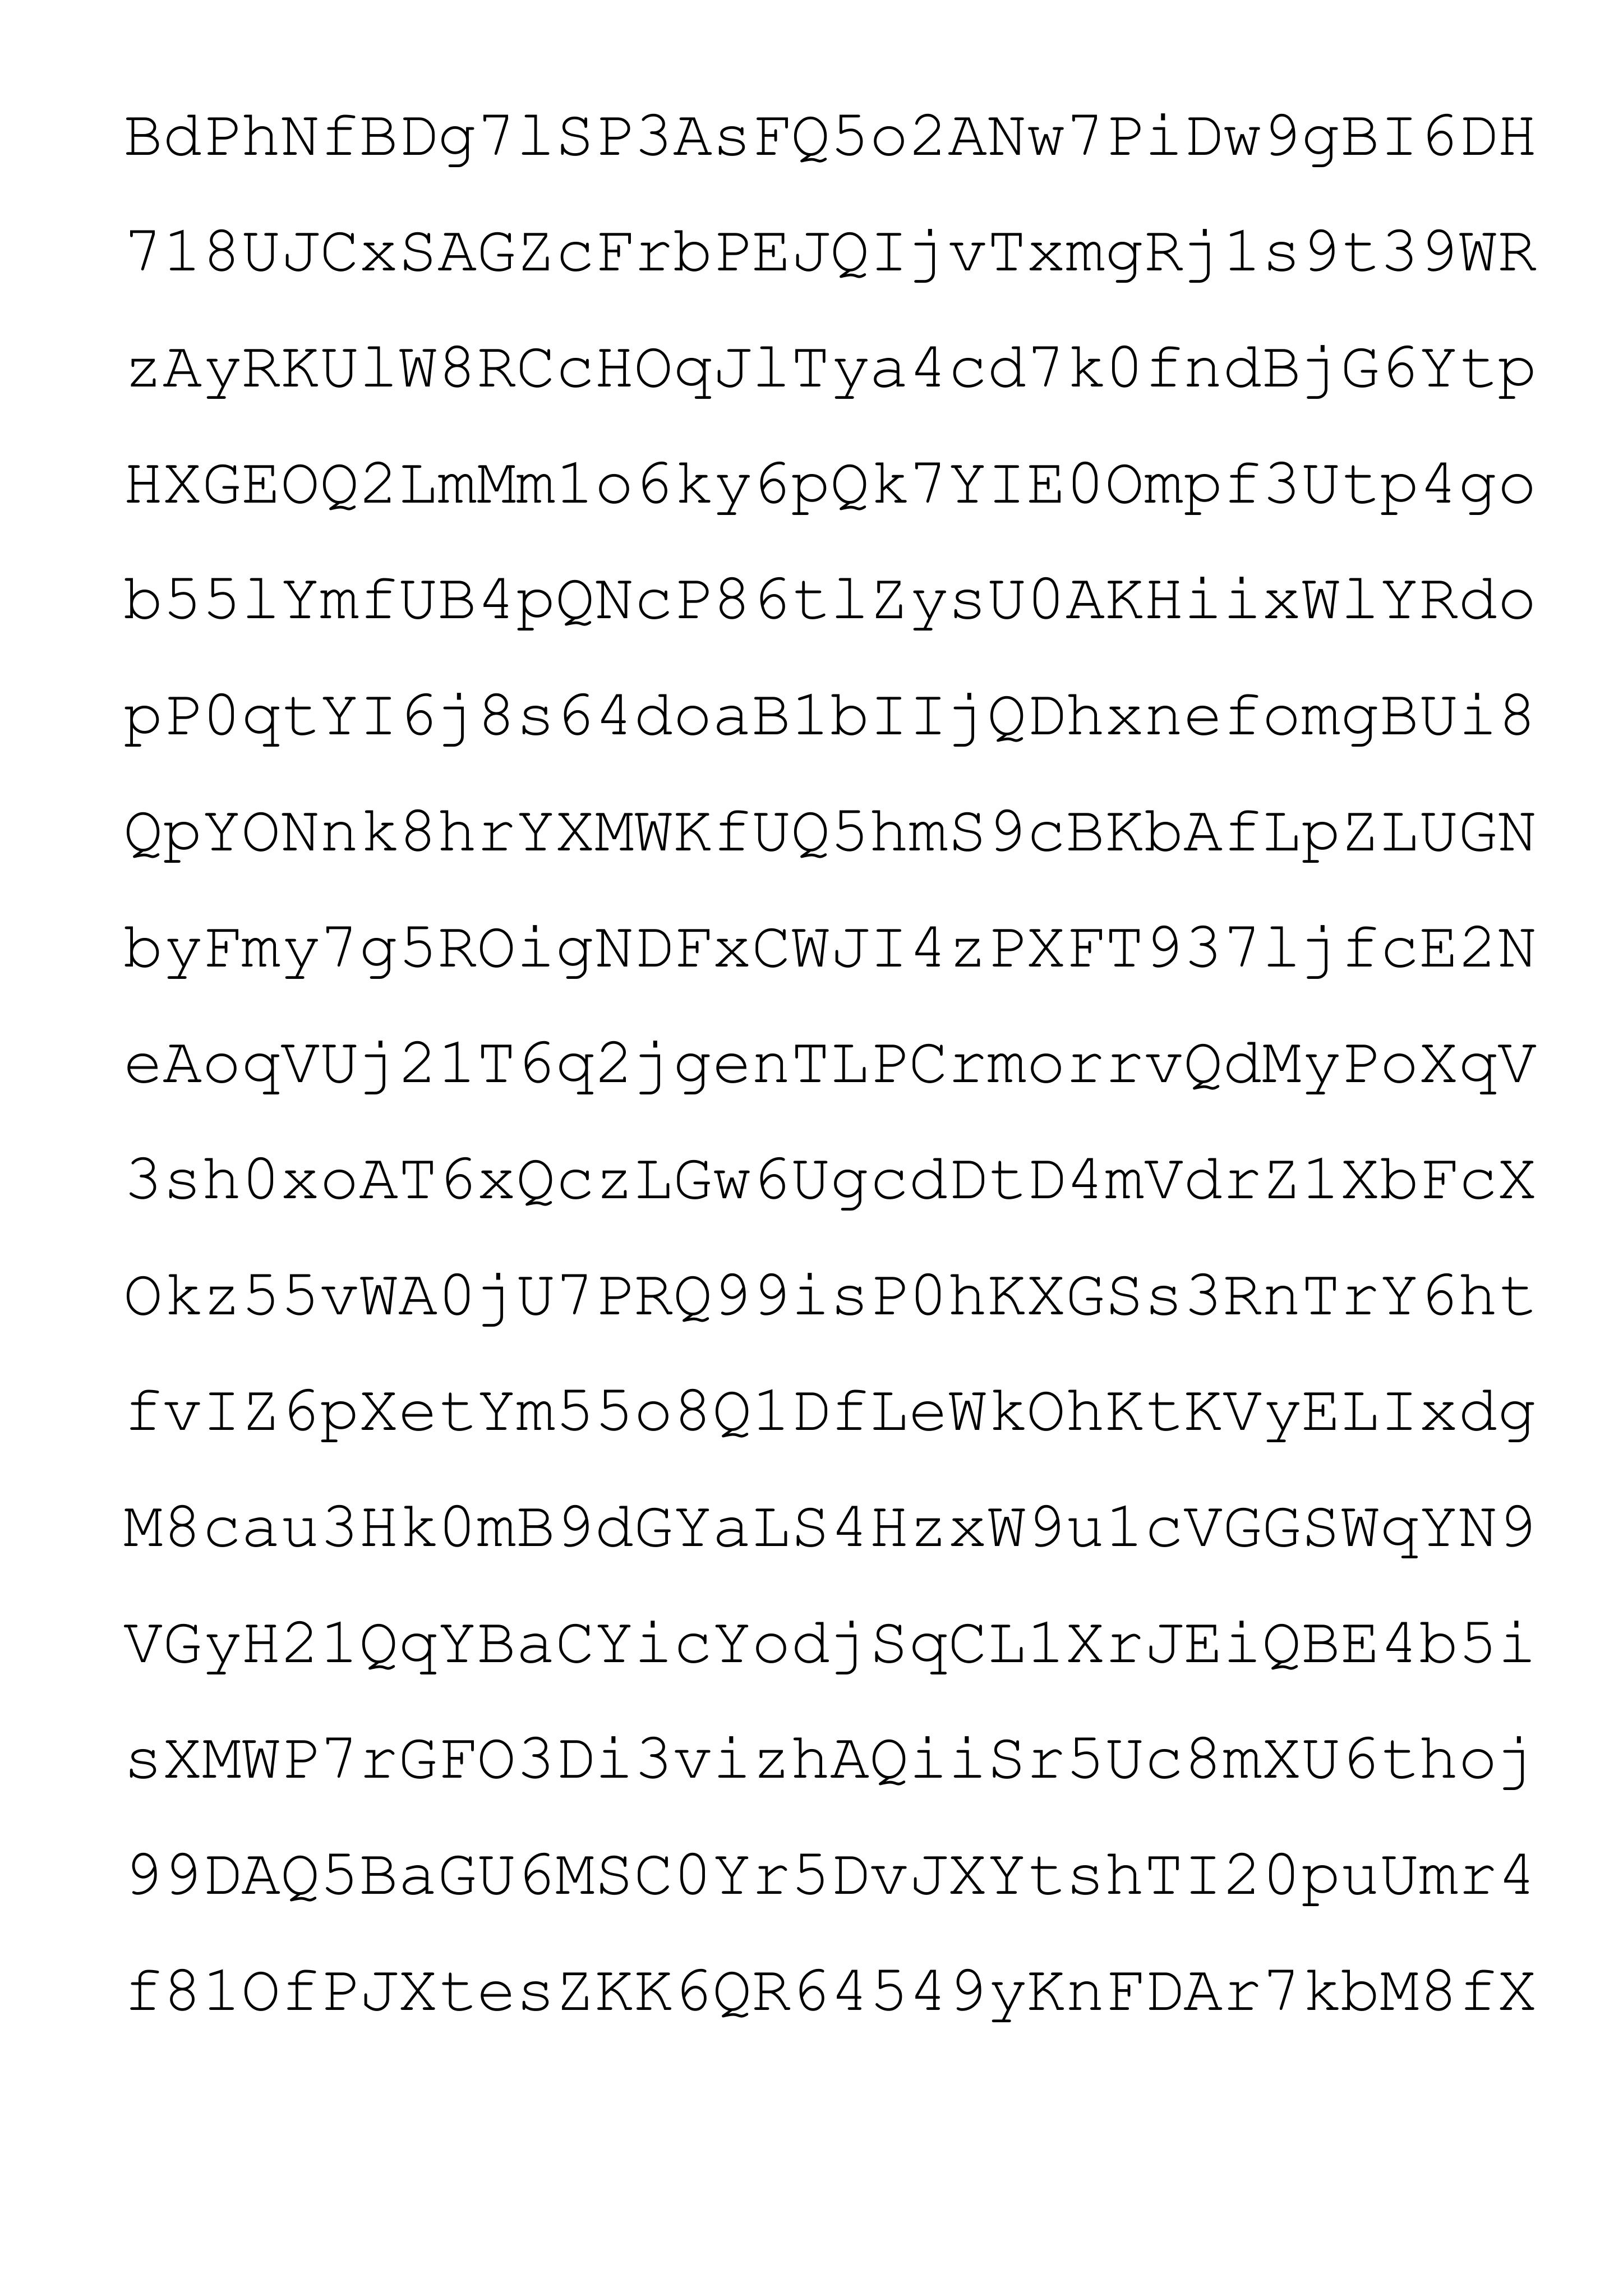 BdPhNfBDg7lSP3AsFQ5o2ANw7PiDw9gBI6DH
718UJCxSAGZcFrbPEJQIjvTxmgRj1s9t39WR
zAyRKUlW8RCcHOqJlTya4cd7k0fndBjG6Ytp
HXGEOQ2LmMm1o6ky6pQk7YIE0Ompf3Utp4go
b55lYmfUB4pQNcP86tlZysU0AKHiixWlYRdo
pP0qtYI6j8s64doaB1bIIjQDhxnefomgBUi8
QpYONnk8hrYXMWKfUQ5hmS9cBKbAfLpZLUGN
byFmy7g5ROigNDFxCWJI4zPXFT937ljfcE2N
eAoqVUj21T6q2jgenTLPCrmorrvQdMyPoXqV
3sh0xoAT6xQczLGw6UgcdDtD4mVdrZ1XbFcX
Okz55vWA0jU7PRQ99isP0hKXGSs3RnTrY6ht
fvIZ6pXetYm55o8Q1DfLeWkOhKtKVyELIxdg
M8cau3Hk0mB9dGYaLS4HzxW9u1cVGGSWqYN9
VGyH21QqYBaCYicYodjSqCL1XrJEiQBE4b5i
sXMWP7rGFO3Di3vizhAQiiSr5Uc8mXU6thoj
99DAQ5BaGU6MSC0Yr5DvJXYtshTI20puUmr4
f81OfPJXtesZKK6QR64549yKnFDAr7kbM8fX